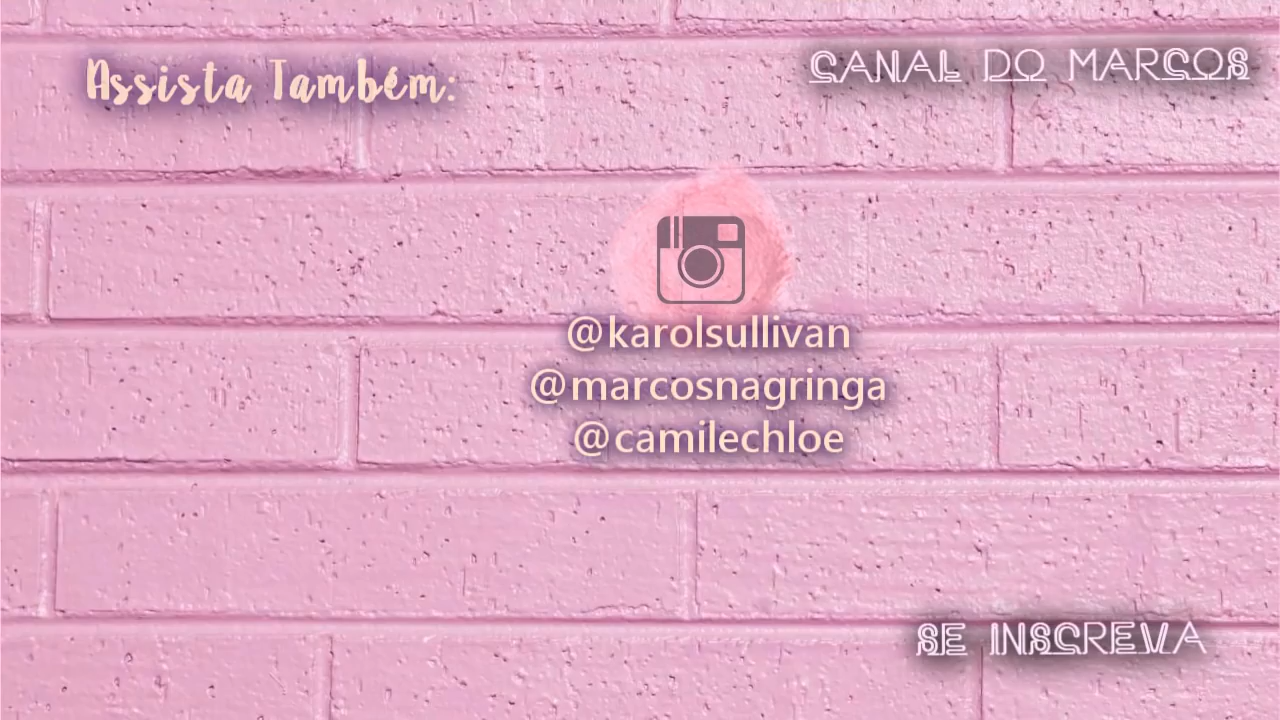 Assista Também:
CANAL DO MARCOS
@karolsullivan
@marcosnagringa
@camilechloe
SE INSCREVA